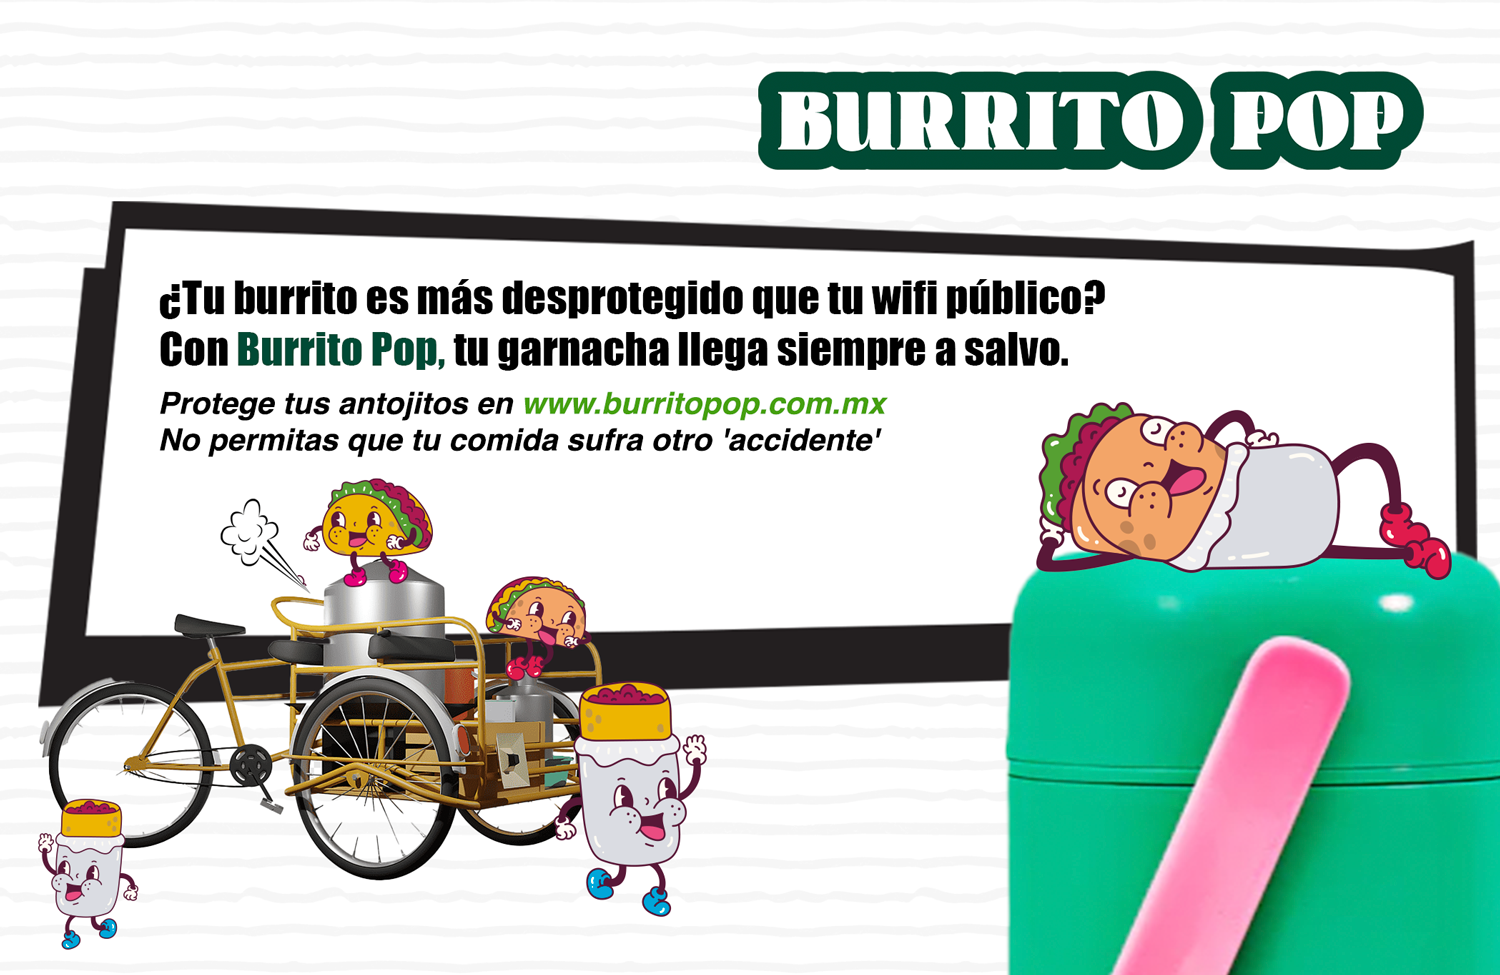 BURRITO POP
¿Tu burrito es más desprotegido que tu wifi público?
Con Burrito Pop, tu garnacha llega siempre a salvo.
Protege tus antojitos en www.burritopop.com.mx
No permitas que tu comida sufra otro 'accidente'